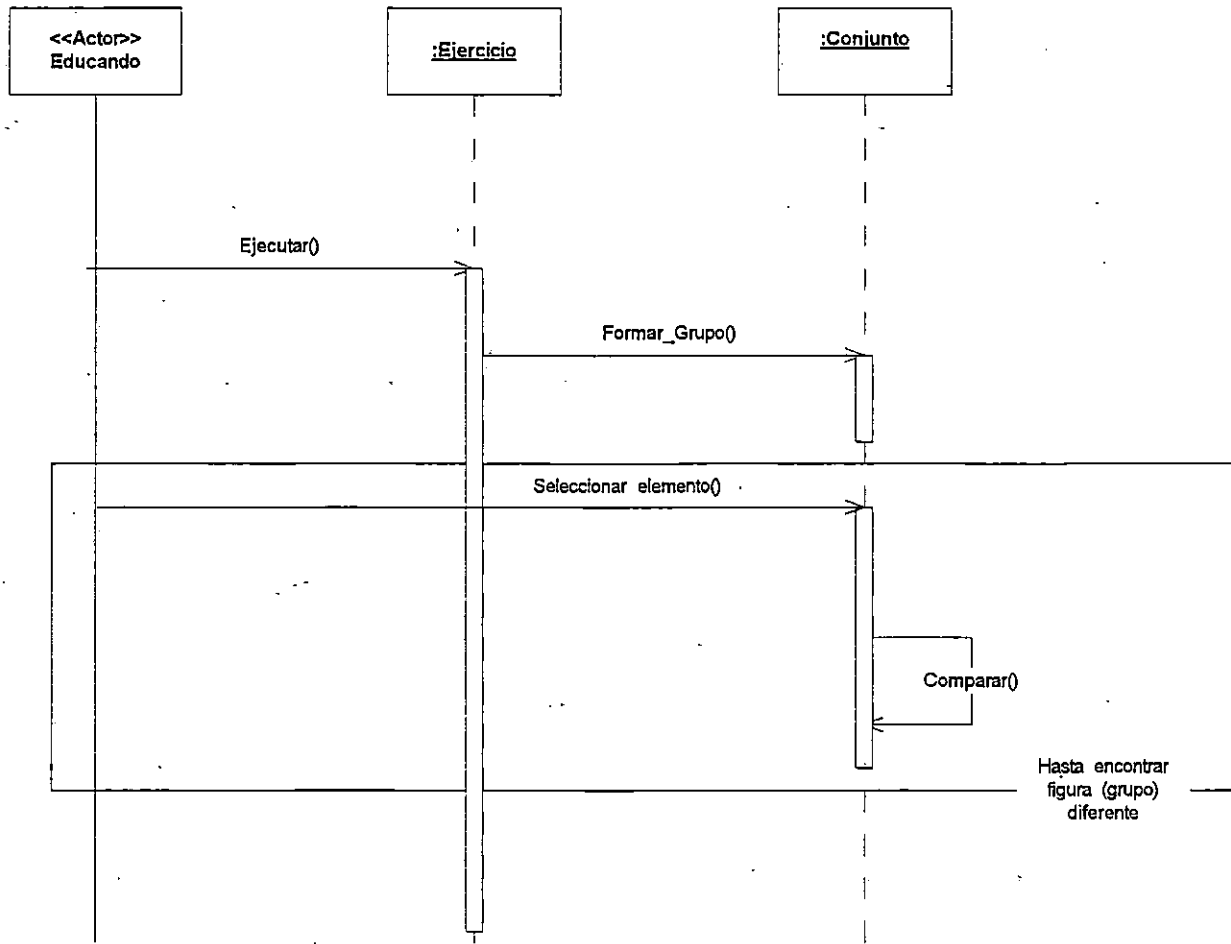 <<Actor>>
Educando
:Ejercicio
:Conjunto
Ejecutar()
Formar_Grupo()
Seleccionar elemento()
Comparar()
Hasta encontrar
figura (grupo)
diferente